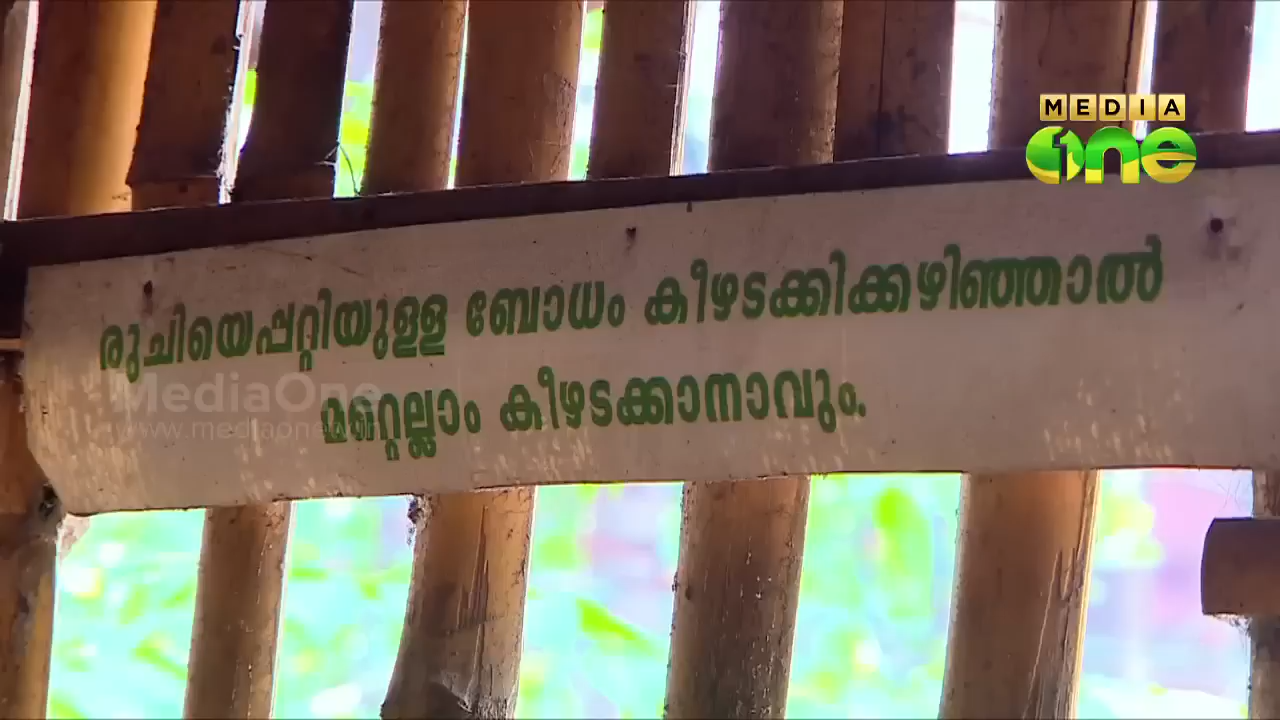 MEDIA
one
രുചിയെപ്പറ്റിയുള്ള ബോധം കീഴടക്കിക്കഴിഞ്ഞാൽ
മറ്റെല്ലാം കീഴടക്കാനാവും.
MediaOne